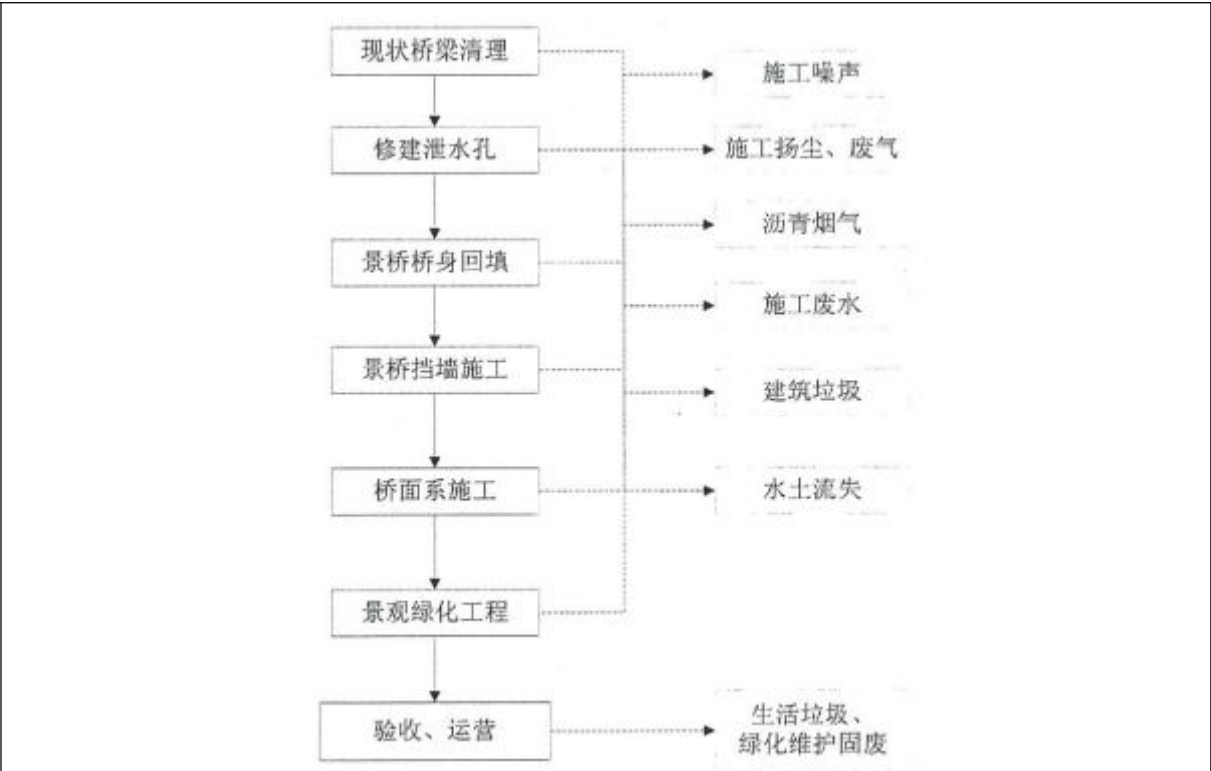 现状桥梁清理
施工噪声
修建泄水孔
施工扬尘、废气
沥青烟气
景桥桥身回填
施工废水
景桥挡墙施工
建筑垃圾
桥面系施工
水土流失
景观绿化工程
验收、运营
生活垃圾、
绿化维护固废